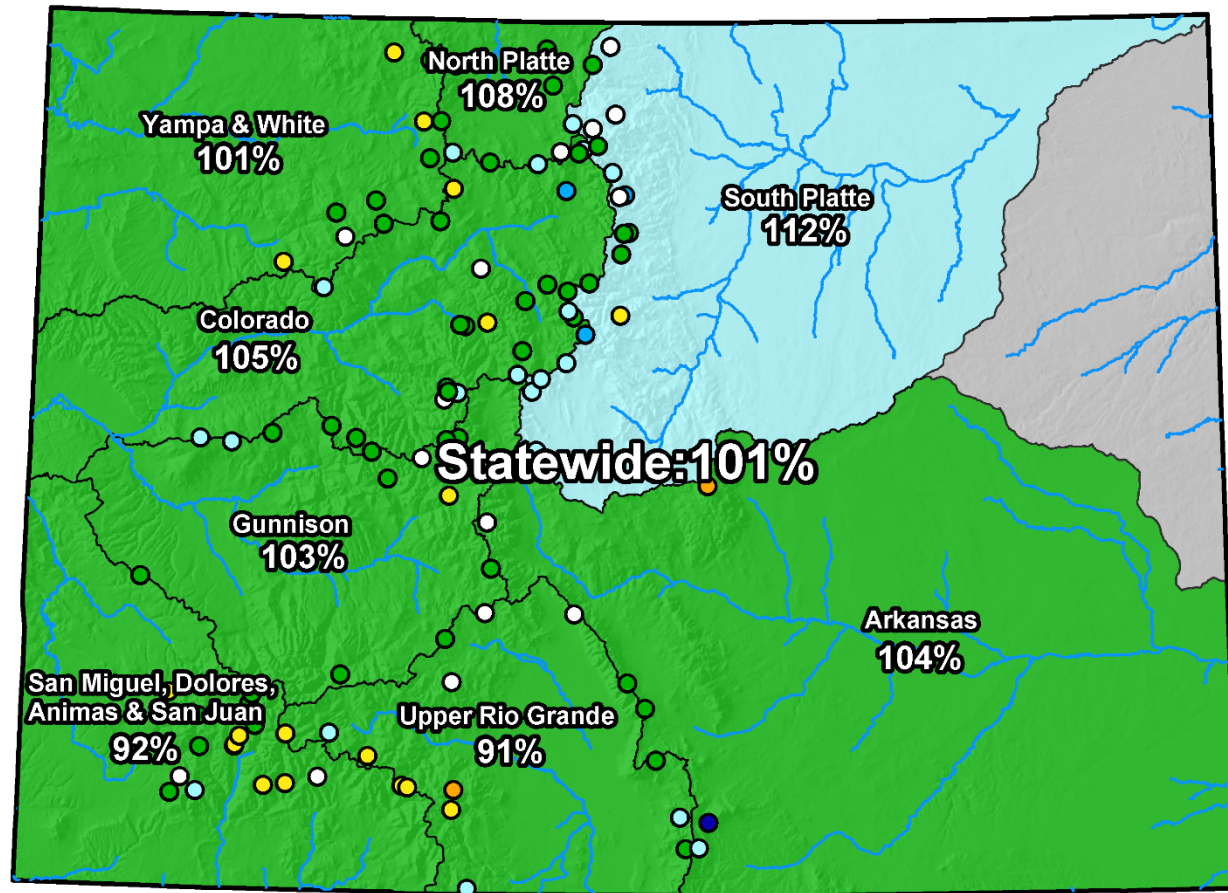 North Platte
108%
Yampa & White
101%
South Platte
112%
Colorado
105%
Statewide:101%
Gunnison
103%
Arkansas
104%
San Miguel, Dolores,
Animas & San Juan
92%
Upper Rio Grande
91%